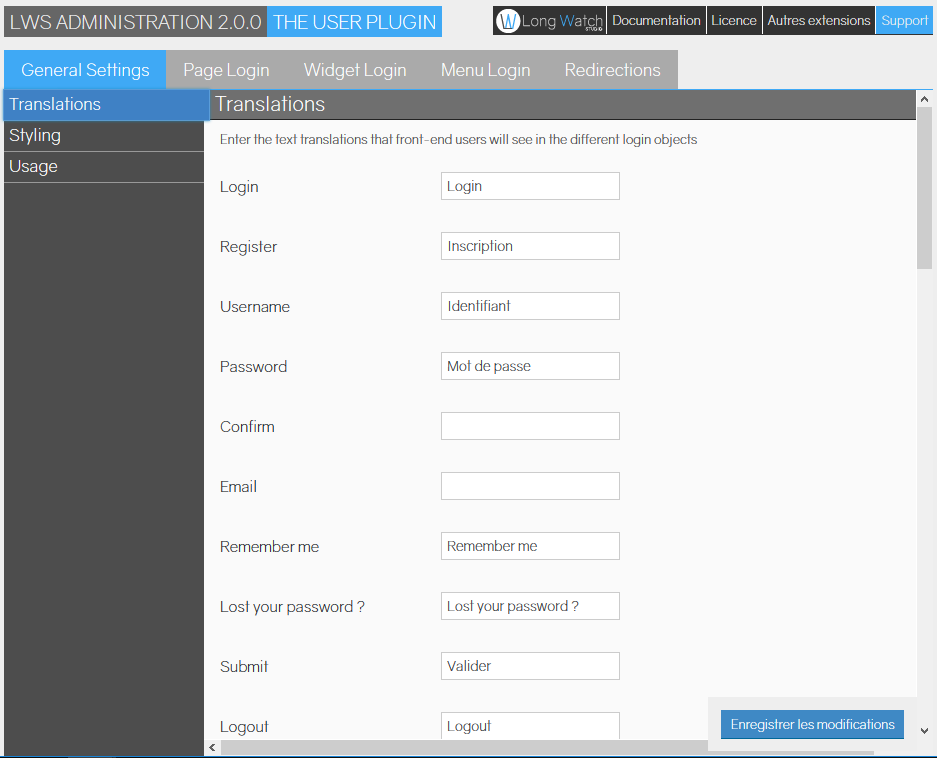 LWS ADMINISTRATION 2.0.0 THE USER PLUGIN
Long Watch STUDIO Documentation Licence Autres extensions Support
General Settings Page Login Widget Login Menu Login Redirections
Translations
Styling
Usage
Translations
Enter the text translations that front-end users will see in the different login objects
Login Login
Register Inscription
Username Identifiant
Password Mot de passe
Confirm
Email
Remember me Remember me
Lost your password ? Lost your password ?
Submit Valider
Logout Logout
Enregistrer les modifications